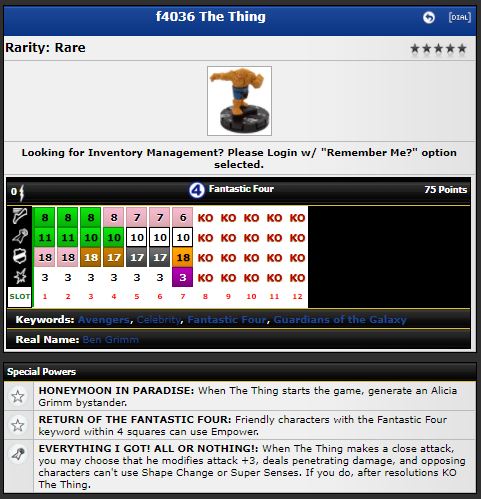 f4036 The Thing
[DIAL]
Rarity: Rare
Looking for Inventory Management? Please Login w/ "Remember Me?" option
selected.
0 4 Fantastic Four 75 Points
8 8 8 8 7 7 6 KO KO KO KO KO
11 11 10 10 10 10 10 KO KO KO KO KO
18 18 18 17 17 17 18 KO KO KO KO KO
3 3 3 3 3 3 3 KO KO KO KO KO
SLOT 1 2 3 4 5 6 7 8 9 10 11 12
Keywords: Avengers, Celebrity, Fantastic Four, Guardians of the Galaxy
Real Name: Ben Grimm
Special Powers
HONEYMOON IN PARADISE: When The Thing starts the game, generate an Alicia
Grimm bystander.
RETURN OF THE FANTASTIC FOUR: Friendly characters with the Fantastic Four
keyword within 4 squares can use Empower.
EVERYTHING I GOT! ALL OR NOTHING!: When The Thing makes a close attack,
you may choose that he modifies attack +3, deals penetrating damage, and opposing
characters can't use Shape Change or Super Senses. If you do, after resolutions KO
The Thing.